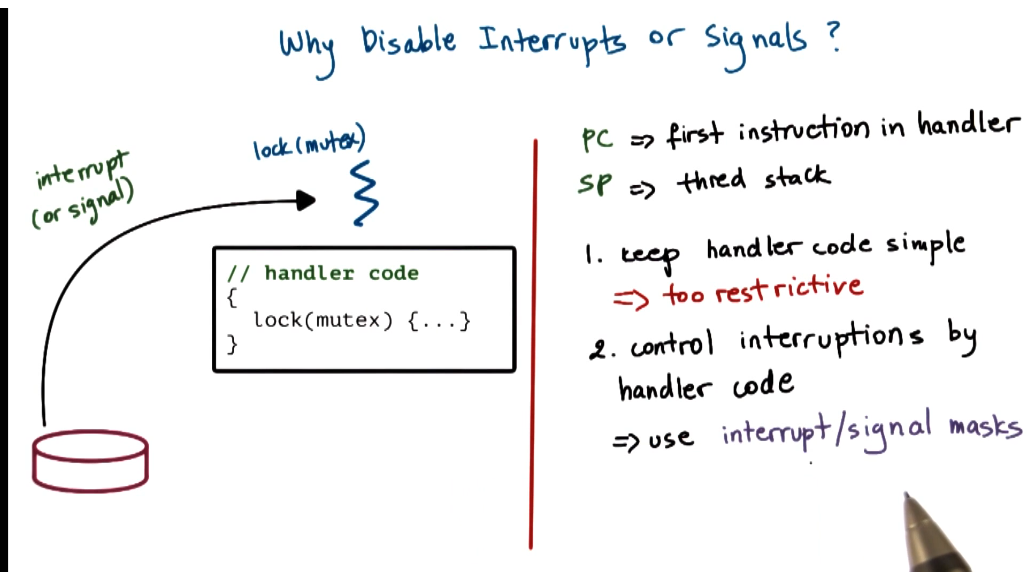 Why Disable Interrupts or Signals ?
interrupt
(or signal)
lock(mutex)
// handler code
{
lock(mutex) {...}
}
PC => first instruction in handler
SP => thred stack
1. keep handler code simple
=> too restrictive
2. control interruptions by
handler code
=> use interrupt/signal masks